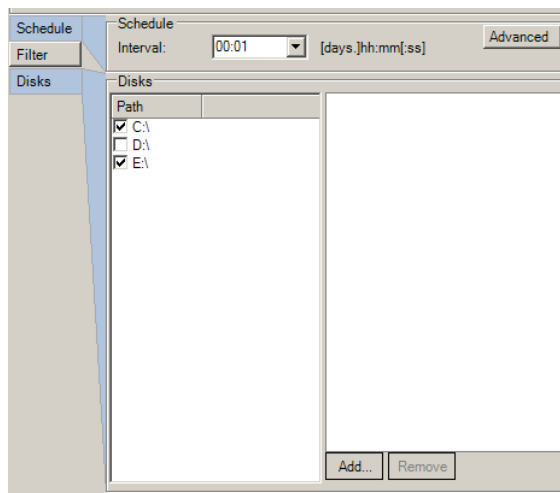 Schedule
Filter
Disks
Schedule
Interval:
00:01
[days.]hh:mm[:ss]
Advanced
Disks
Path
C:\
D:\
E:\
Add...
Remove